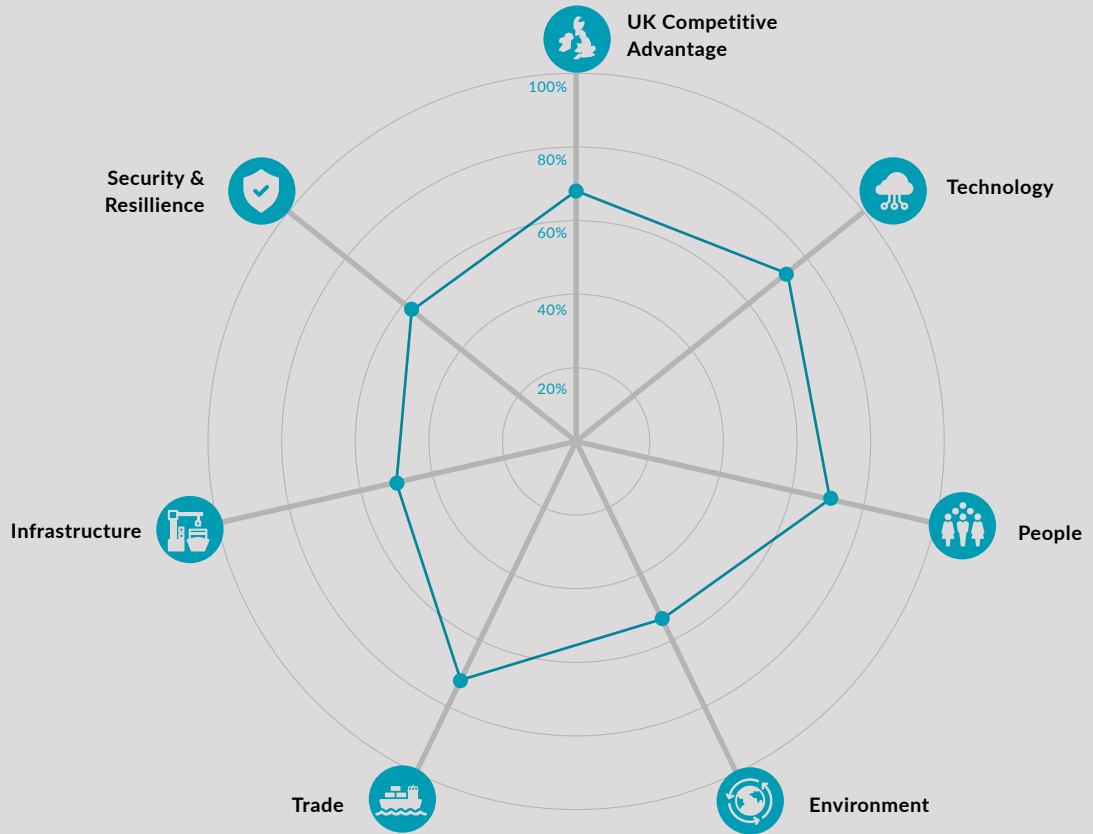 UK Competitive
Advantage
100%
80%
60%
40%
20%
Security &
Resillience
Technology
Infrastructure
People
Trade
Environment